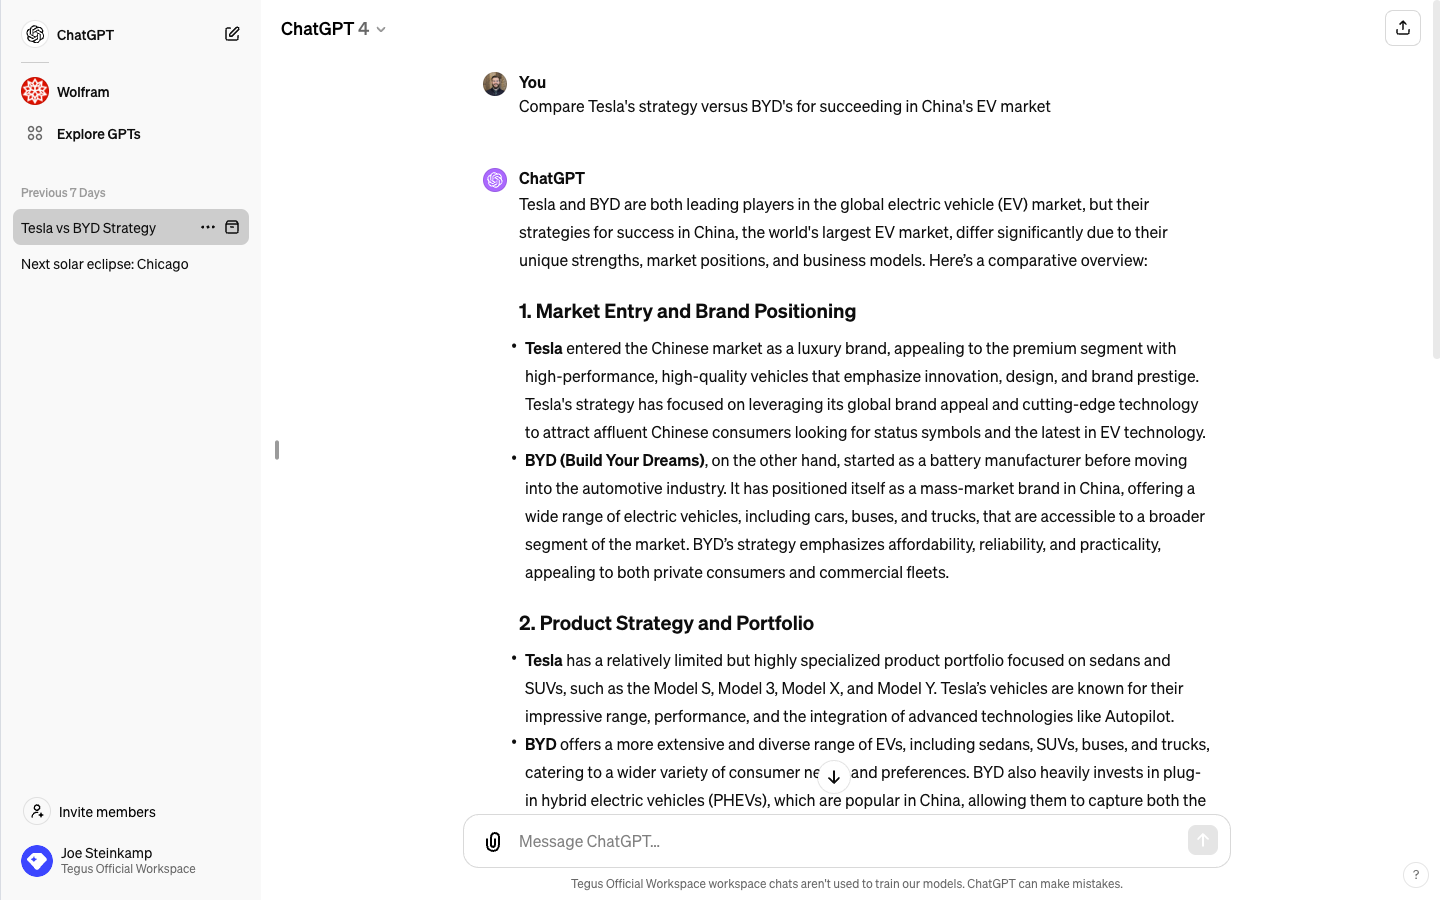 ChatGPT
Wolfram
Explore GPTs
Previous 7 Days
Tesla vs BYD Strategy
Next solar eclipse: Chicago
Invite members
Joe Steinkamp
Tegus Official Workspace
ChatGPT 4
You
Compare Tesla's strategy versus BYD's for succeeding in China's EV market
ChatGPT
Tesla and BYD are both leading players in the global electric vehicle (EV) market, but their
strategies for success in China, the world's largest EV market, differ significantly due to their
unique strengths, market positions, and business models. Here’s a comparative overview:
1. Market Entry and Brand Positioning
• Tesla entered the Chinese market as a luxury brand, appealing to the premium segment with
high-performance, high-quality vehicles that emphasize innovation, design, and brand prestige.
Tesla's strategy has focused on leveraging its global brand appeal and cutting-edge technology
to attract affluent Chinese consumers looking for status symbols and the latest in EV technology.
• BYD (Build Your Dreams), on the other hand, started as a battery manufacturer before moving
into the automotive industry. It has positioned itself as a mass-market brand in China, offering a
wide range of electric vehicles, including cars, buses, and trucks, that are accessible to a broader
segment of the market. BYD’s strategy emphasizes affordability, reliability, and practicality,
appealing to both private consumers and commercial fleets.
2. Product Strategy and Portfolio
• Tesla has a relatively limited but highly specialized product portfolio focused on sedans and
SUVs, such as the Model S, Model 3, Model X, and Model Y. Tesla’s vehicles are known for their
impressive range, performance, and the integration of advanced technologies like Autopilot.
• BYD offers a more extensive and diverse range of EVs, including sedans, SUVs, buses, and trucks,
catering to a wider variety of consumer and preferences. BYD also heavily invests in plug-
in hybrid electric vehicles (PHEVs), which are popular in China, allowing them to capture both the
Message ChatGPT...
Tegus Official Workspace workspace chats aren't used to train our models. ChatGPT can make mistakes.
?